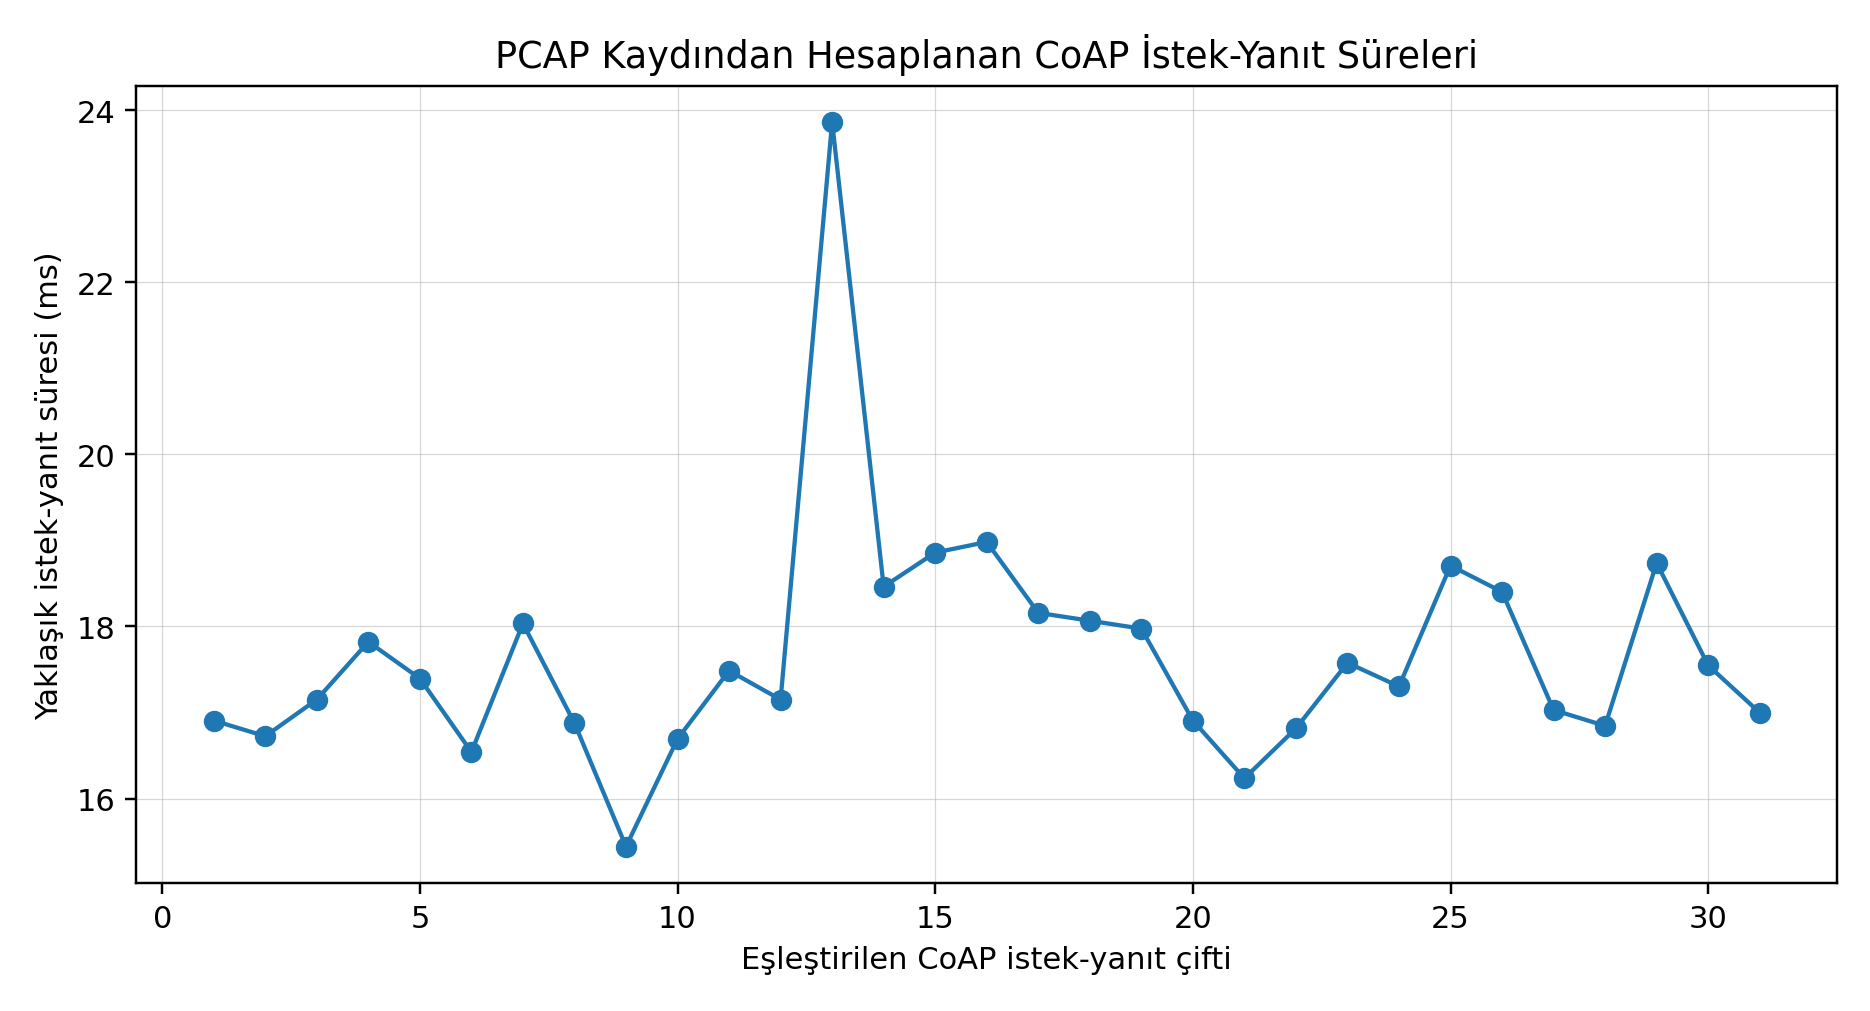 PCAP Kaydından Hesaplanan CoAP İstek-Yanıt Süreleri
Yaklaşık istek-yanıt süresi (ms)
24
22
20
18
16
0 5 10 15 20 25 30
Eşleştirilen CoAP istek-yanıt çifti